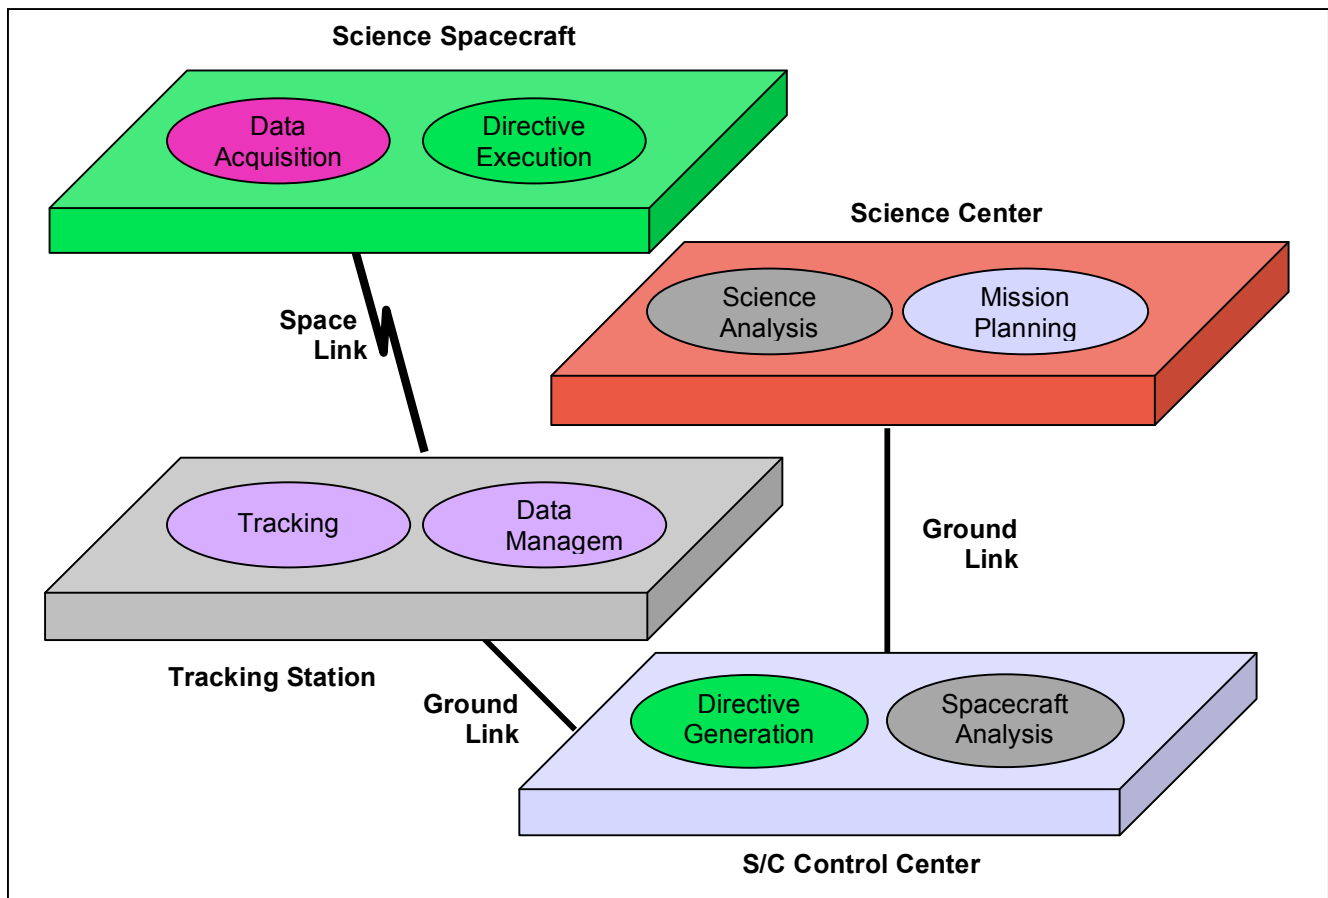 Science Spacecraft
Data
Acquisition
Directive
Execution
Science Center
Science
Analysis
Mission
Planning
Space
Link
Tracking
Data
Managem
Ground
Link
Tracking Station
Ground
Link
Directive
Generation
Spacecraft
Analysis
S/C Control Center